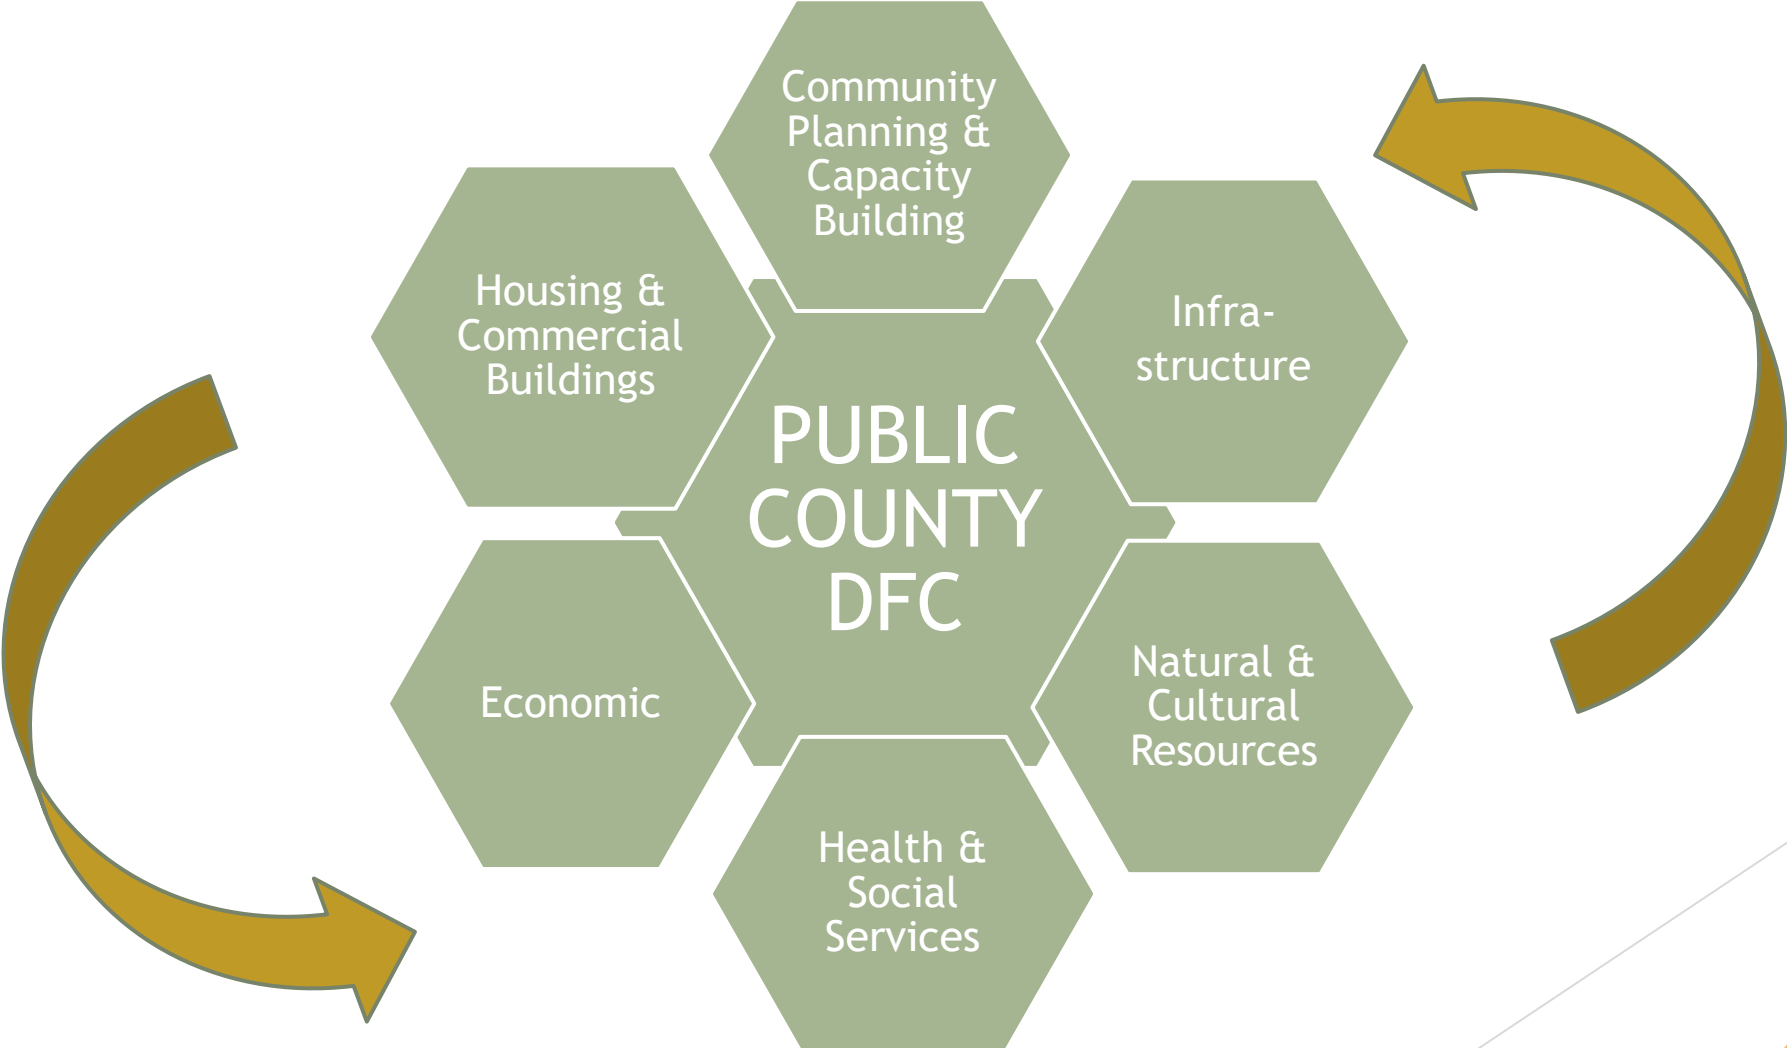 Community
Planning &
Capacity
Building
Housing &
Commercial
Buildings
Infra-
structure
PUBLIC
COUNTY
DFC
Economic
Natural &
Cultural
Resources
Health &
Social
Services